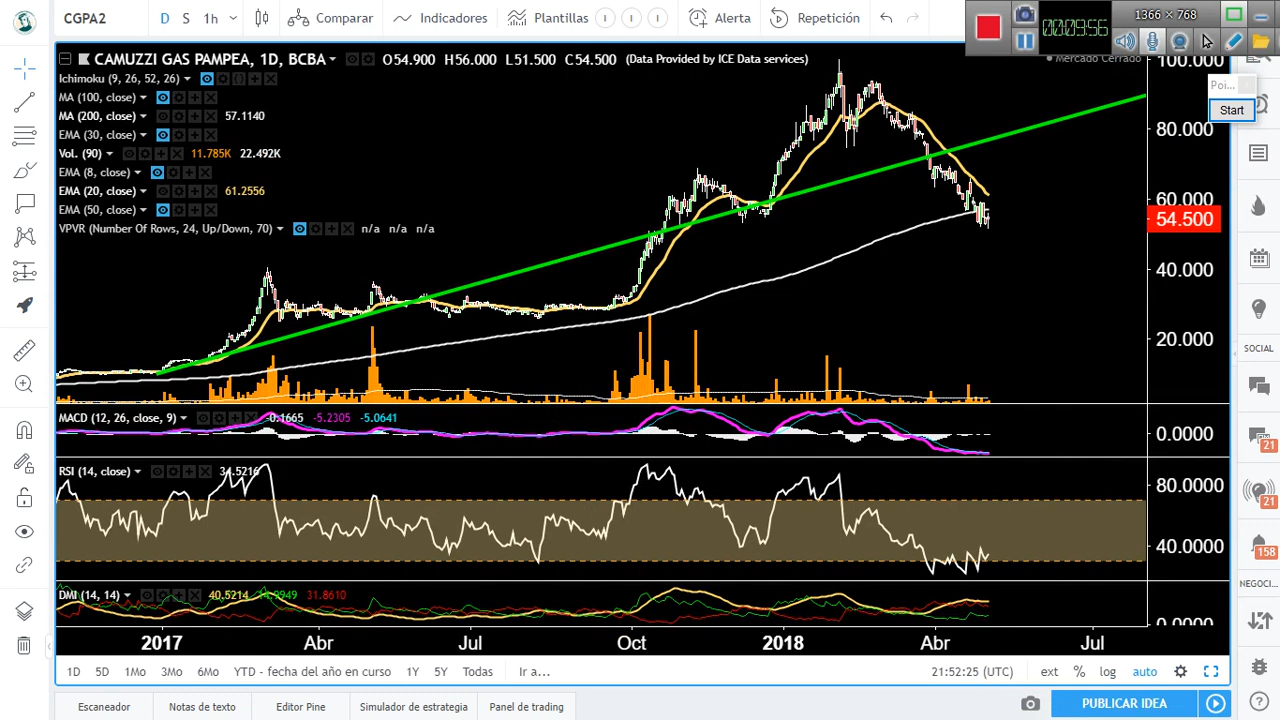 CGPA2 D S 1h Comparar Indicadores Plantillas Alerta Repetición
1366 x 768
00:09:56
CAMUZZI GAS PAMPEA, 1D, BCBA O54.900 H56.000 L51.500 C54.500 (Data Provided by ICE Data services)
Mercado Cerrado
100.000
Ichimoku (9, 26, 52, 26)
Poi...
MA (100, close)
Start
MA (200, close) 57.1140
80.000
EMA (30, close)
Vol. (90) 11.785K 22.492K
EMA (8, close)
EMA (20, close) 61.2556
60.000
EMA (50, close)
54.500
VPVR (Number Of Rows, 24, Up/Down, 70) n/a n/a n/a
40.000
20.000
SOCIAL
MACD (12, 26, close, 9) -0.1665 -5.2305 -5.0641
0.0000
21
RSI (14, close) 34.5216
80.0000
21
40.0000
158
NEGOCI...
DMI (14, 14) 40.5214 14.9949 31.8610
0.0000
2017 Abr Jul Oct 2018 Abr Jul
1D 5D 1Mo 3Mo 6Mo YTD - fecha del año en curso 1Y 5Y Todas Ir a... 21:52:25 (UTC) ext % log auto
Escaneador Notas de texto Editor Pine Simulador de estrategia Panel de trading PUBLICAR IDEA